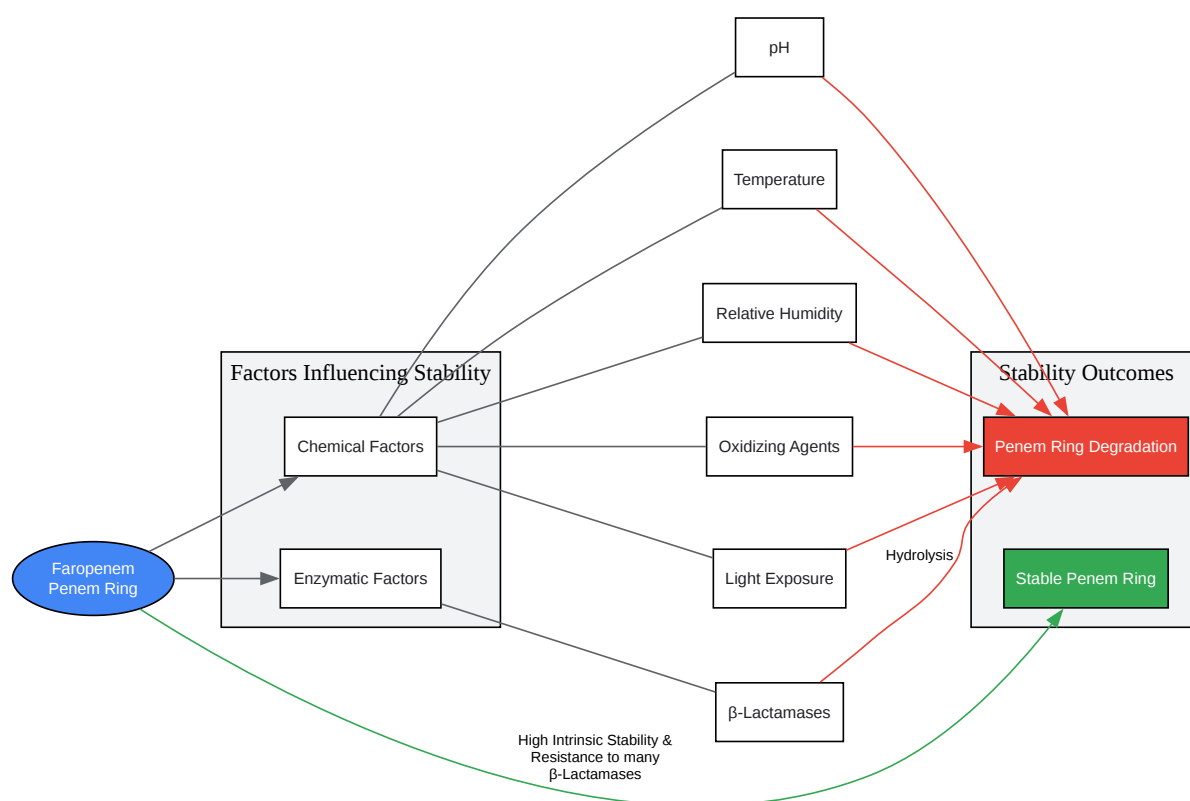 pH
Temperature
Relative Humidity
Factors Influencing Stability
Stability Outcomes
Chemical Factors
Oxidizing Agents
Penem Ring Degradation
Faropenem
Penem Ring
Enzymatic Factors
Light Exposure
Hydrolysis
Stable Penem Ring
β-Lactamases
High Intrinsic Stability &
Resistance to many
β-Lactamases